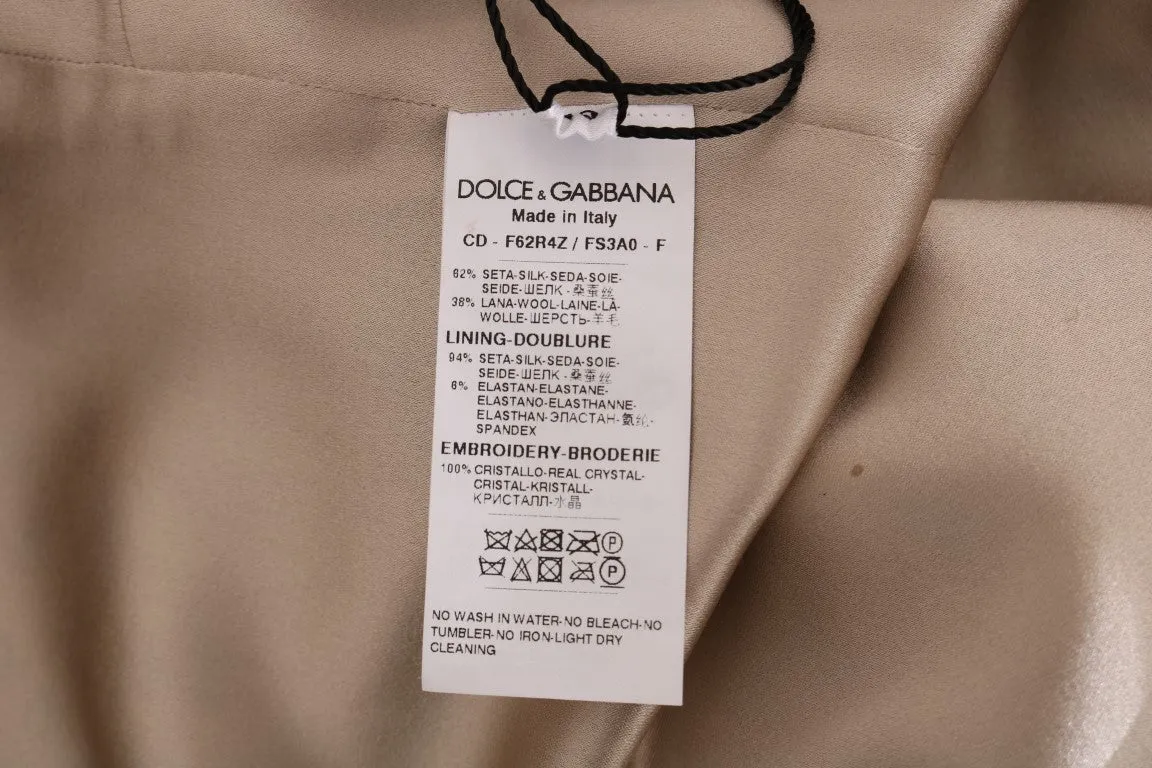 DOLCE & GABBANA
Made in Italy
CD - F62R4Z / FS3A0 - F
62% SETA-SILK-SEDA-SOIE-
SEIDE-ШЕЛК-桑蚕丝
38% LANA-WOOL-LAINE-LÃ-
WOLLE-ШЕРСТЬ-羊毛
LINING-DOUBLURE
94% SETA-SILK-SEDA-SOIE-
SEIDE-ШЕЛК-桑蚕丝
6% ELASTAN-ELASTANE-
ELASTANO-ELASTHANNE-
ELASTHAN-ЭЛАСТАН-氨纶-
SPANDEX
EMBROIDERY-BRODERIE
100% CRISTALLO-REAL CRYSTAL-
CRISTAL-KRISTALL-
КРИСТАЛЛ-水晶
P
P
NO WASH IN WATER-NO BLEACH-NO
TUMBLER-NO IRON-LIGHT DRY
CLEANING